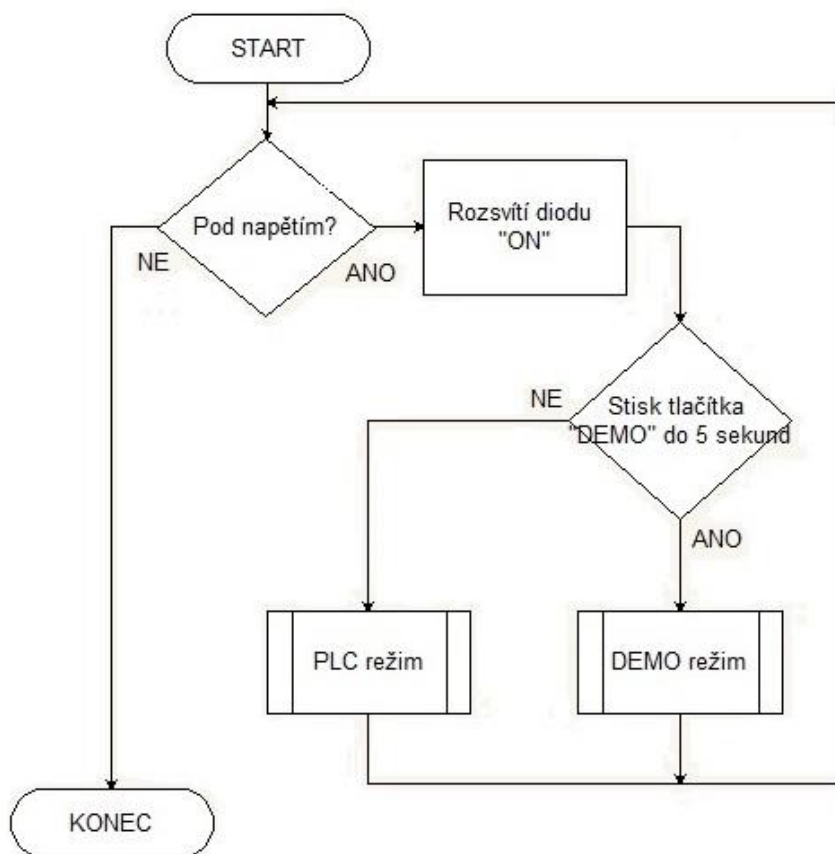 START
Pod napětím?
NE
ANO
Rozsvítí diodu
"ON"
Stisk tlačítka
"DEMO" do 5 sekund
NE
ANO
PLC režim
DEMO režim
KONEC